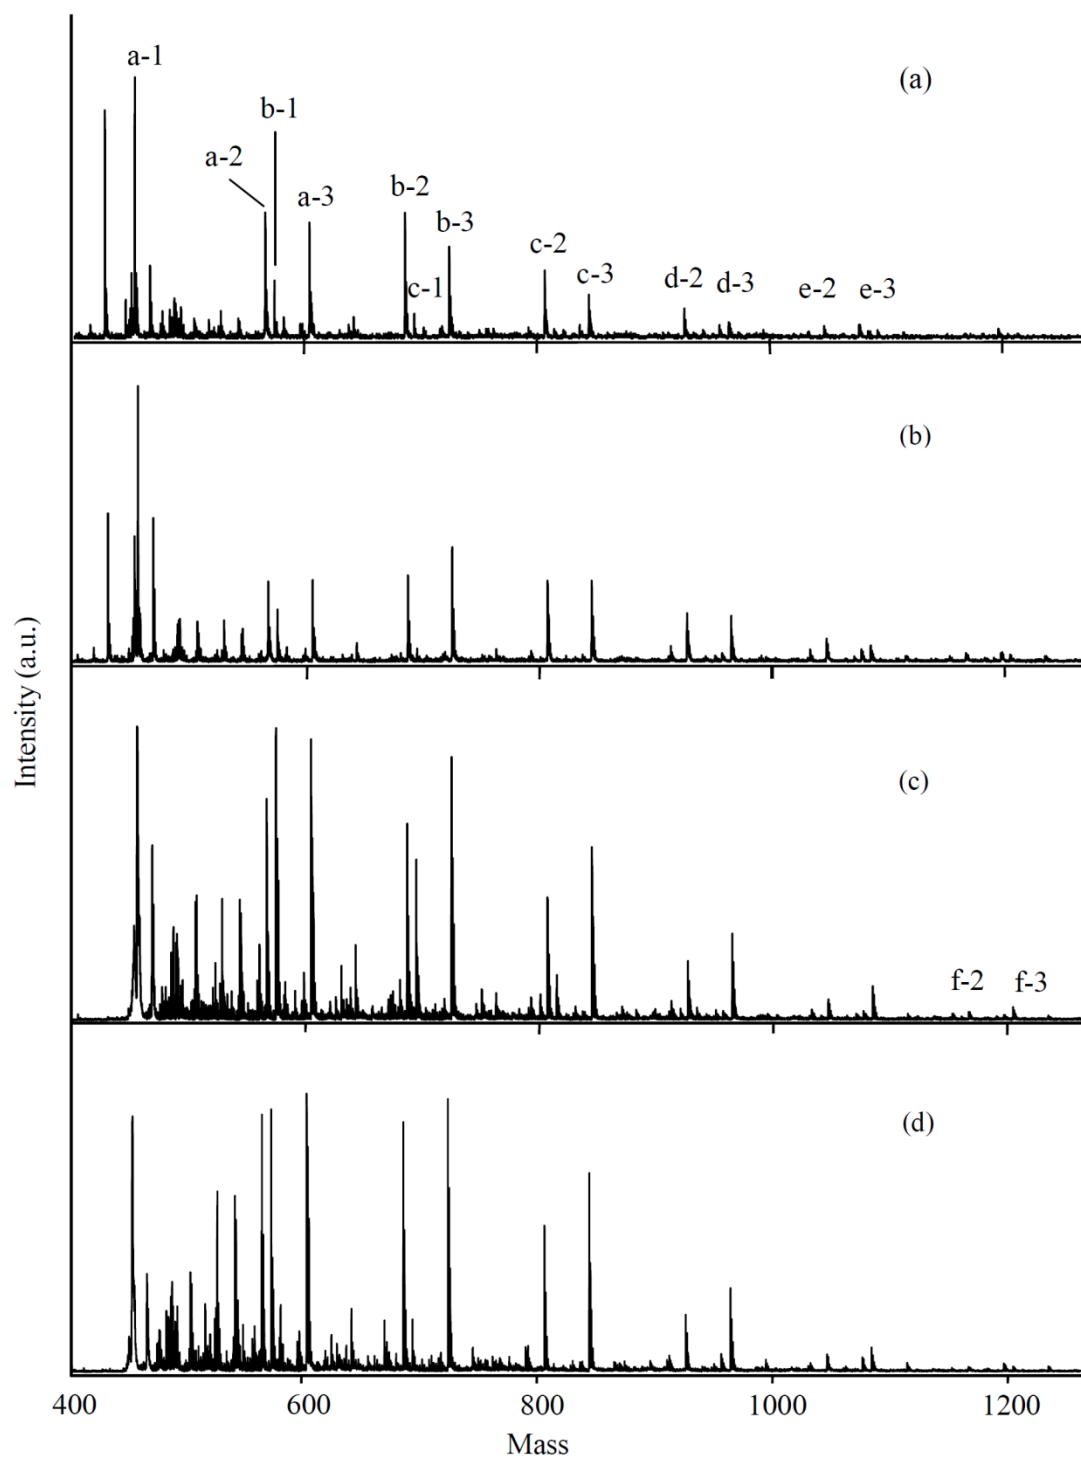 a-1
(a)
b-1
a-2
a-3
b-2
b-3
c-1
c-2
c-3
d-2
d-3
e-2
e-3
(b)
Intensity (a.u.)
(c)
f-2
f-3
(d)
400
600
800
1000
1200
Mass